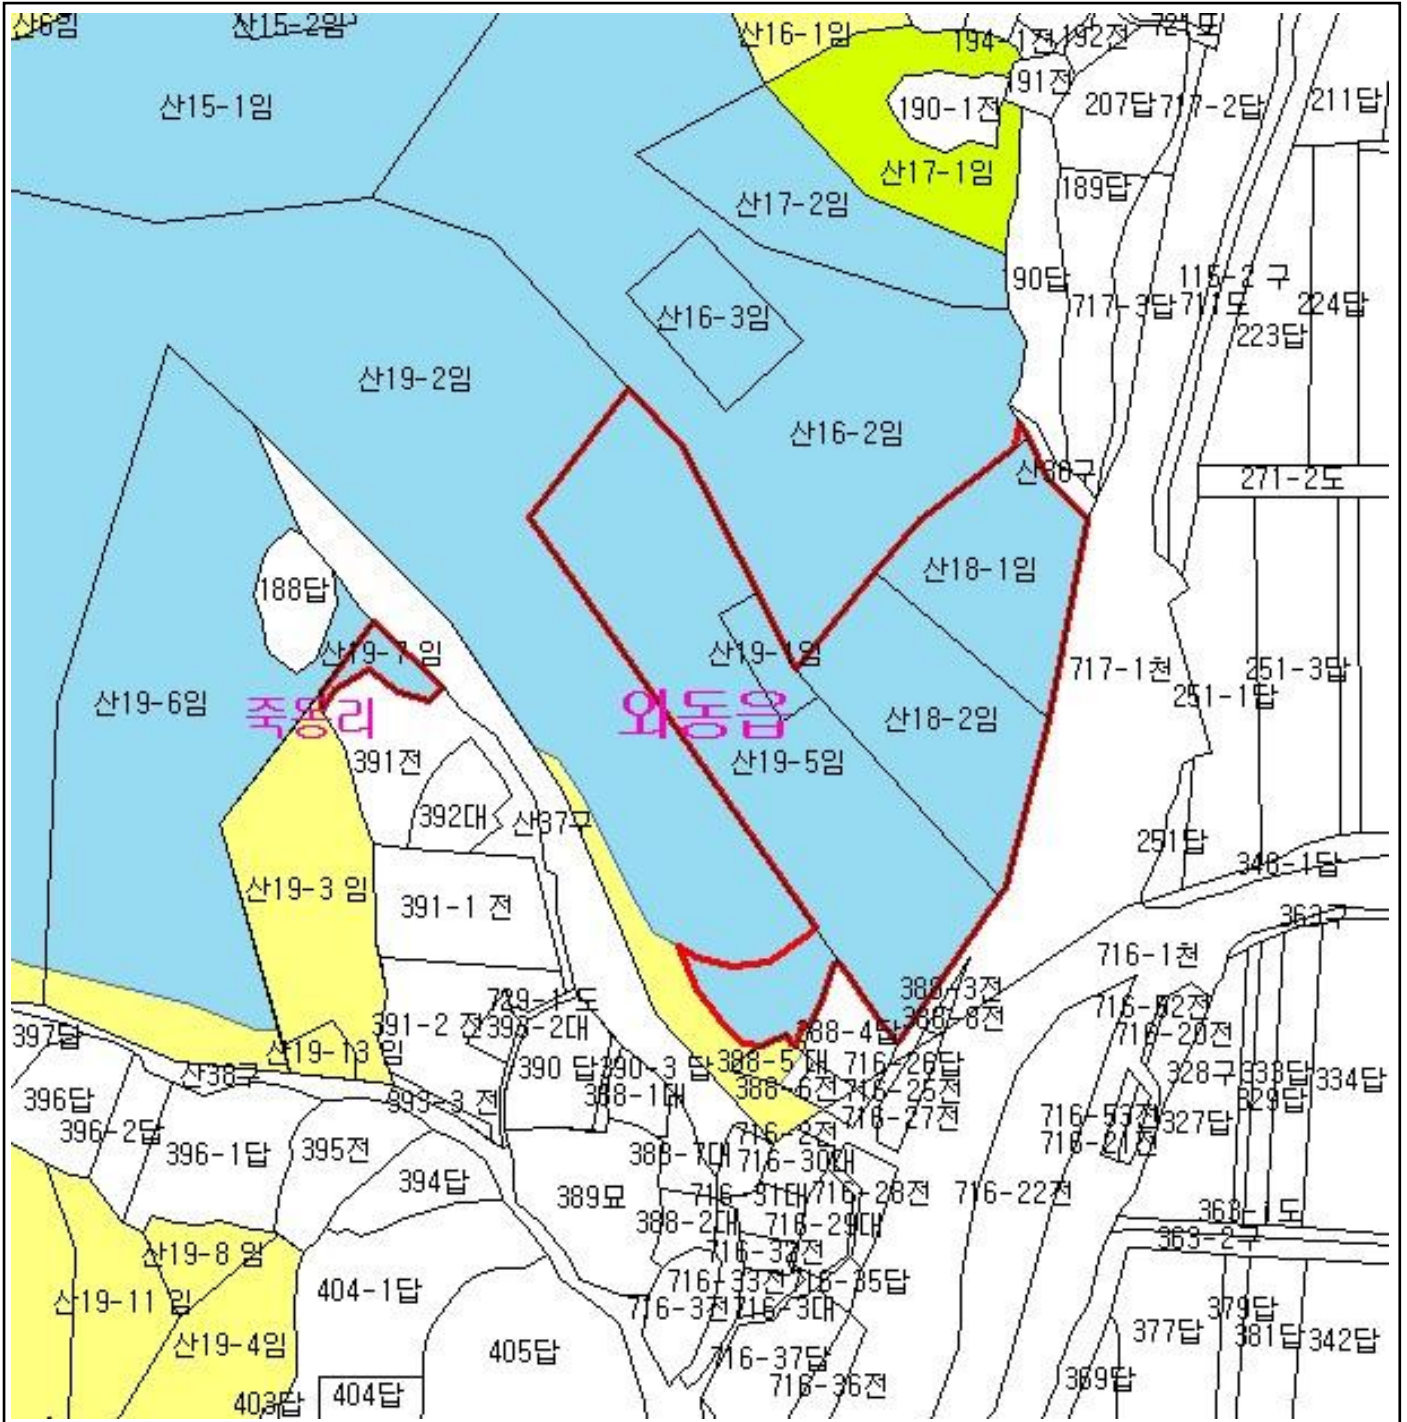 산6임
산15-2임
산16-1임
194-1전
192전
721도
산15-1임
191전
190-1전
207답
717-2답
211답
산17-1임
189답
산17-2임
90답
717-3답
115-2 구
711도
224답
223답
산16-3임
산19-2임
산16-2임
271-2도
산18-1임
188답
산19-7 임
산19-1임
717-1천
251-3답
251-1답
산19-6임
죽동리
와동읍
산18-2임
391전
산19-5임
392대
산37구
251답
348-1답
산19-3 임
391-1 전
363구
716-1천
388-3전
388-8전
716-52전
716-20전
391-2 전
393-2대
388-4답
397답
산19-13 임
390 답
390-3 답
388-5 대
716-26답
328구
333답
334답
산38구
388-1대
388-6전
716-25전
329답
396답
393-3 전
716-27전
716-53전
716-21전
327답
396-2답
716-2전
396-1답
395전
388-7대
716-30대
394답
389묘
716-31대
716-28전
716-22전
388-2대
716-29대
363-1 도
363-2구
산19-8 임
716-32전
404-1답
716-33전
716-35답
산19-11 임
716-3전
716-3대
379답
377답
381답
342답
산19-4임
405답
716-37답
716-36전
369답
403답
404답